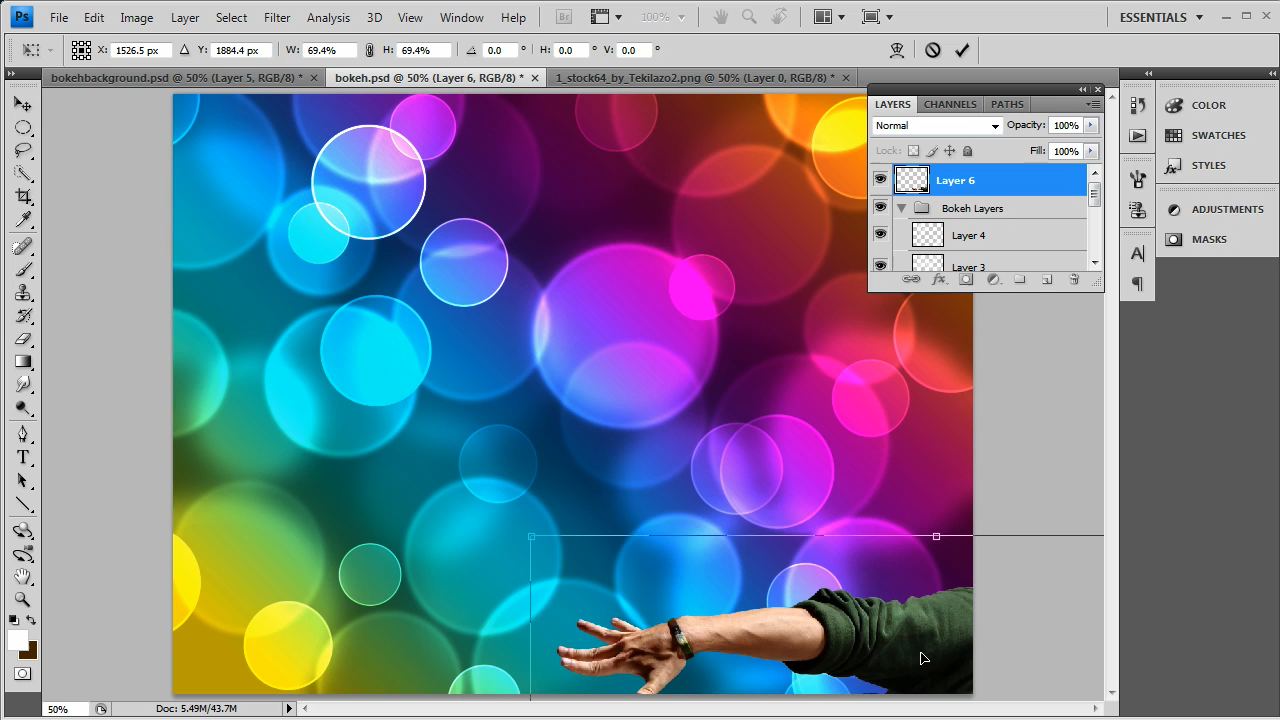 Ps File Edit Image Layer Select Filter Analysis 3D View Window Help Br 100% ESSENTIALS
X: 1526.5 px Y: 1884.4 px W: 69.4% H: 69.4% 0.0 ° H: 0.0 ° V: 0.0 °
bokehbackground.psd @ 50% (Layer 5, RGB/8) * bokeh.psd @ 50% (Layer 6, RGB/8) * 1_stock64_by_Tekilazo2.png @ 50% (Layer 0, RGB/8) *
LAYERS CHANNELS PATHS
Normal Opacity: 100%
Lock: Fill: 100%
Layer 6
Bokeh Layers
Layer 4
Layer 3
fx
COLOR
SWATCHES
STYLES
ADJUSTMENTS
MASKS
A
T
50% Doc: 5.49M/43.7M